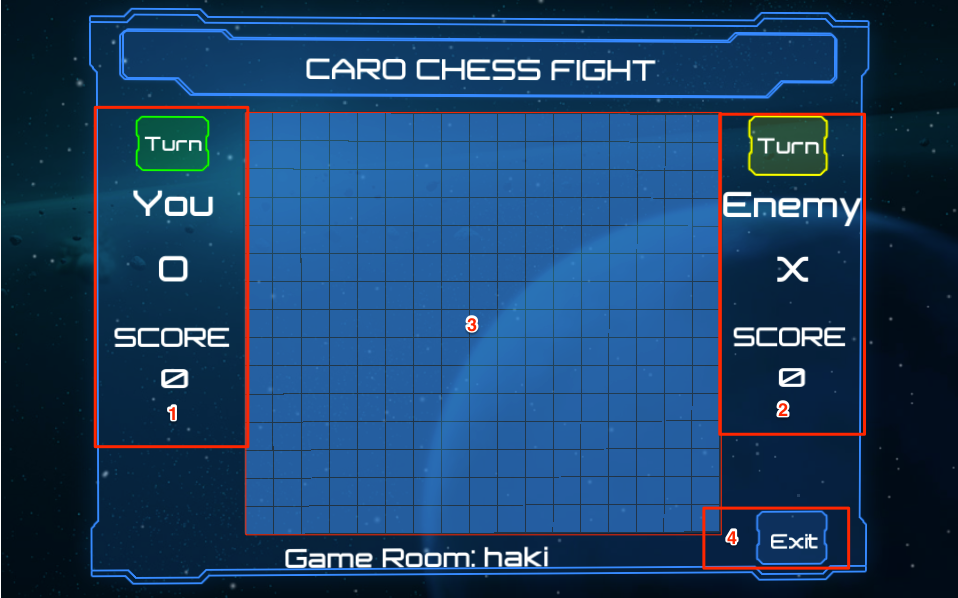 CARO CHESS FIGHT
Turn
You
O
SCORE
0
1
3
Turn
Enemy
X
SCORE
0
2
4
Exit
Game Room: haki